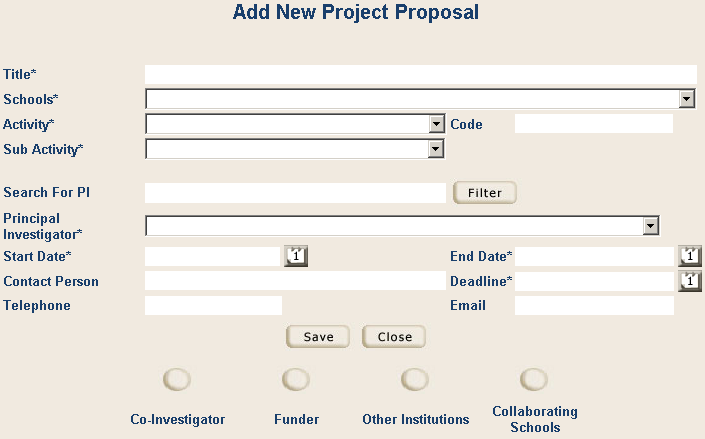 Add New Project Proposal
Title*
Schools*
Activity* Code
Sub Activity*
Search For PI Filter
Principal
Investigator*
Start Date* 1 End Date* 1
Contact Person Deadline* 1
Telephone Email
Save Close
Co-Investigator Funder Other Institutions Collaborating
Schools